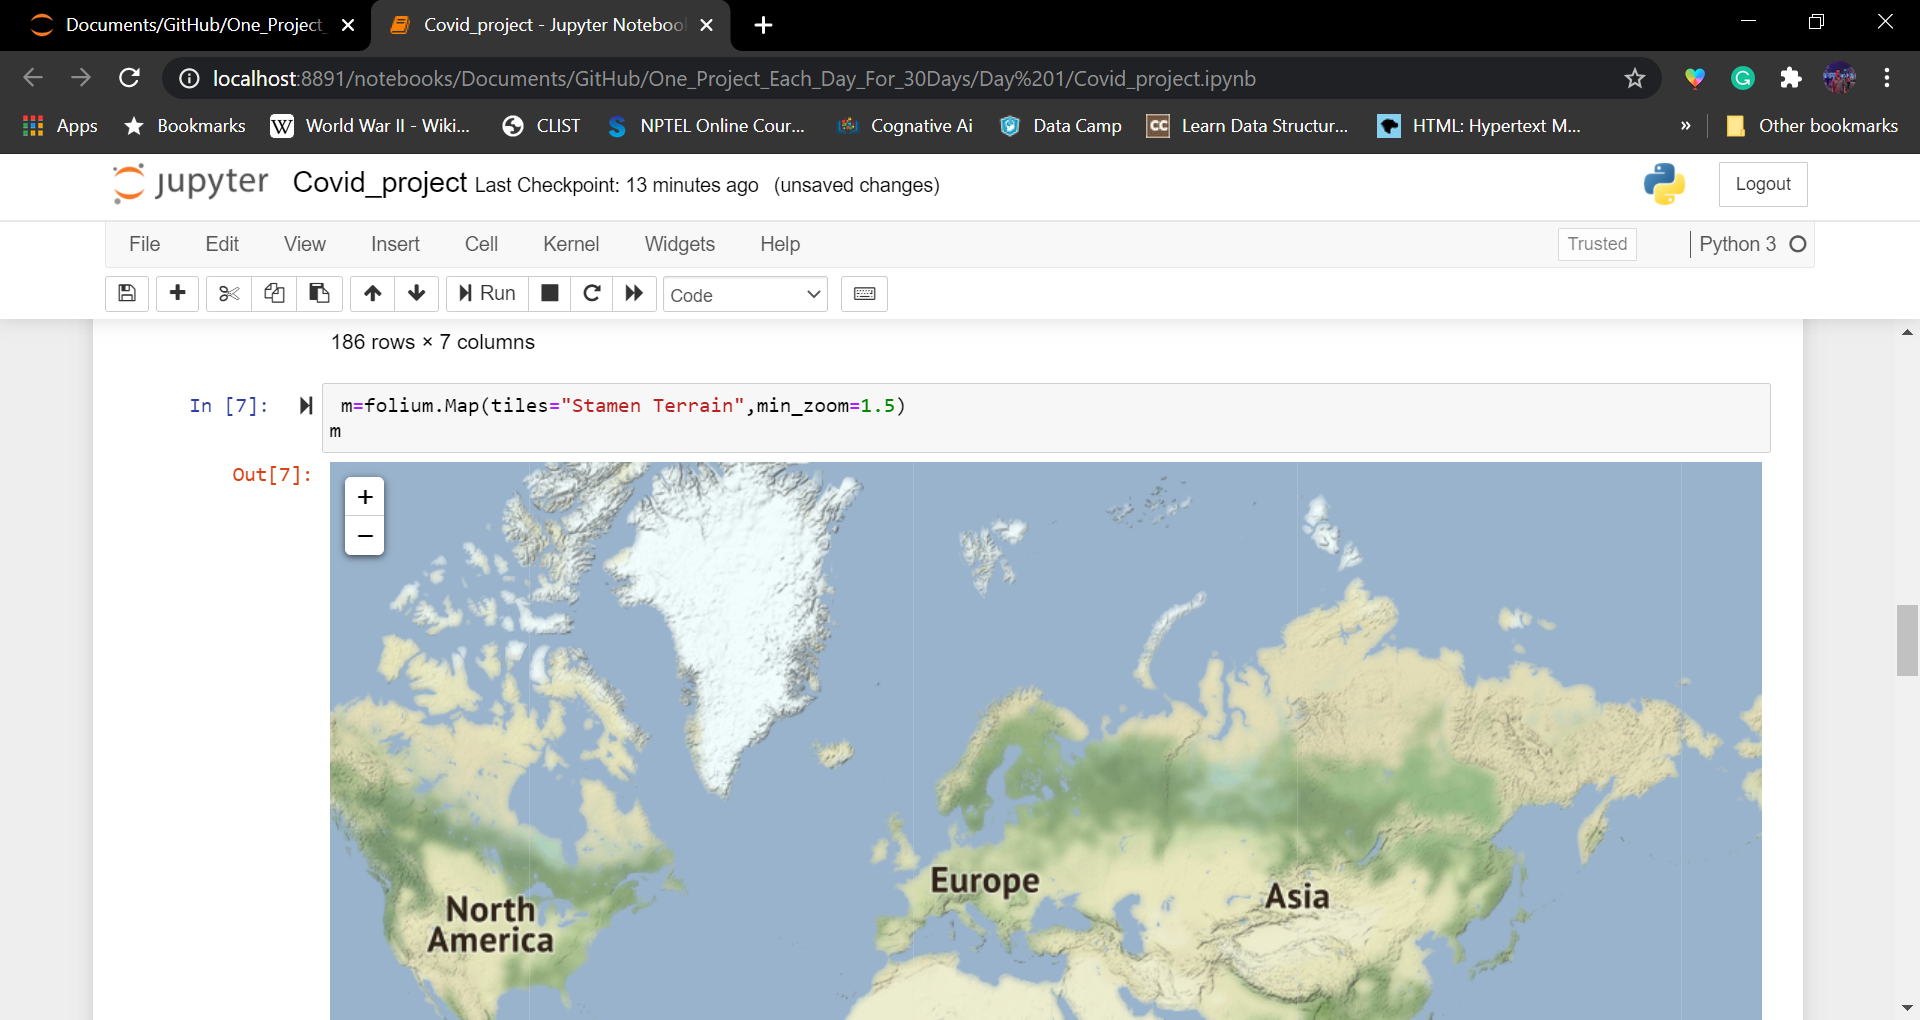 Documents/GitHub/One_Project_
Covid_project - Jupyter Notebook
localhost:8891/notebooks/Documents/GitHub/One_Project_Each_Day_For_30Days/Day%201/Covid_project.ipynb
Apps Bookmarks World War II - Wiki... CLIST NPTEL Online Cour... Cognative Ai Data Camp Learn Data Structur... HTML: Hypertext M... » Other bookmarks
jupyter Covid_project Last Checkpoint: 13 minutes ago (unsaved changes) Logout
File Edit View Insert Cell Kernel Widgets Help Trusted Python 3
Run Code
186 rows × 7 columns
In [7]: m=folium.Map(tiles="Stamen Terrain",min_zoom=1.5)
m
Out[7]:
+
−
Europe
Asia
North
America